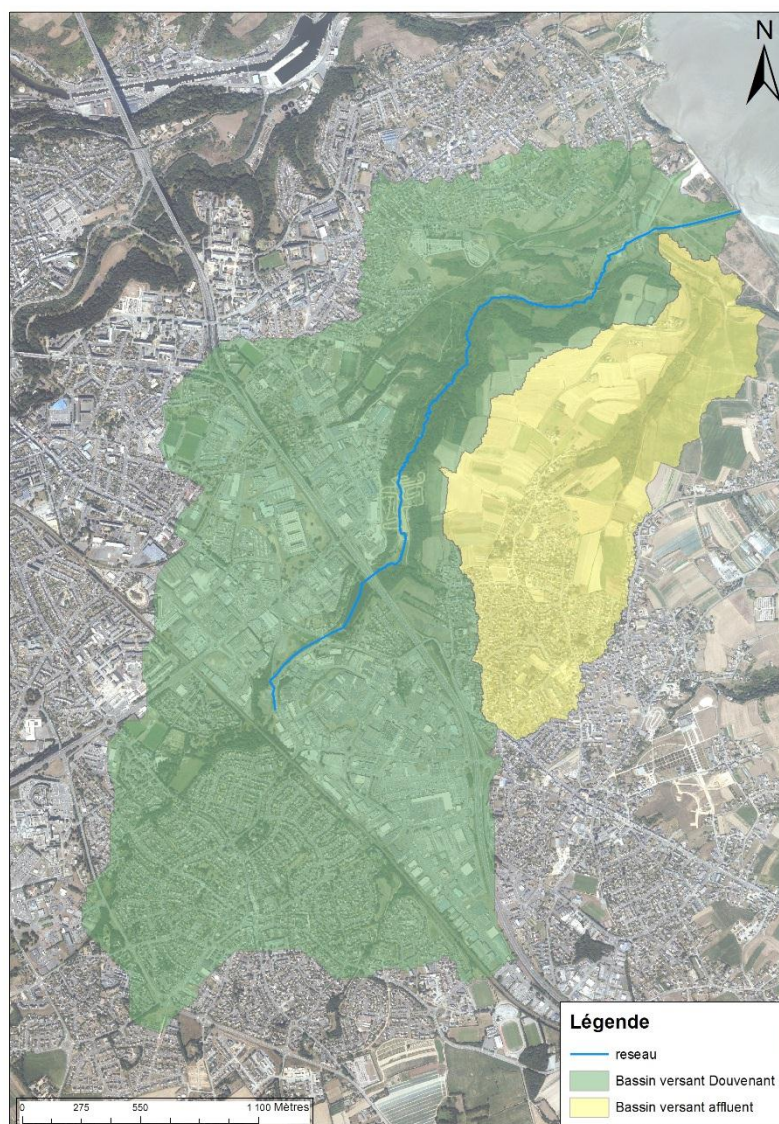 N
Légende
reseau
Bassin versant Douvenant
Bassin versant affluent
0 275 550 1 100 Mètres